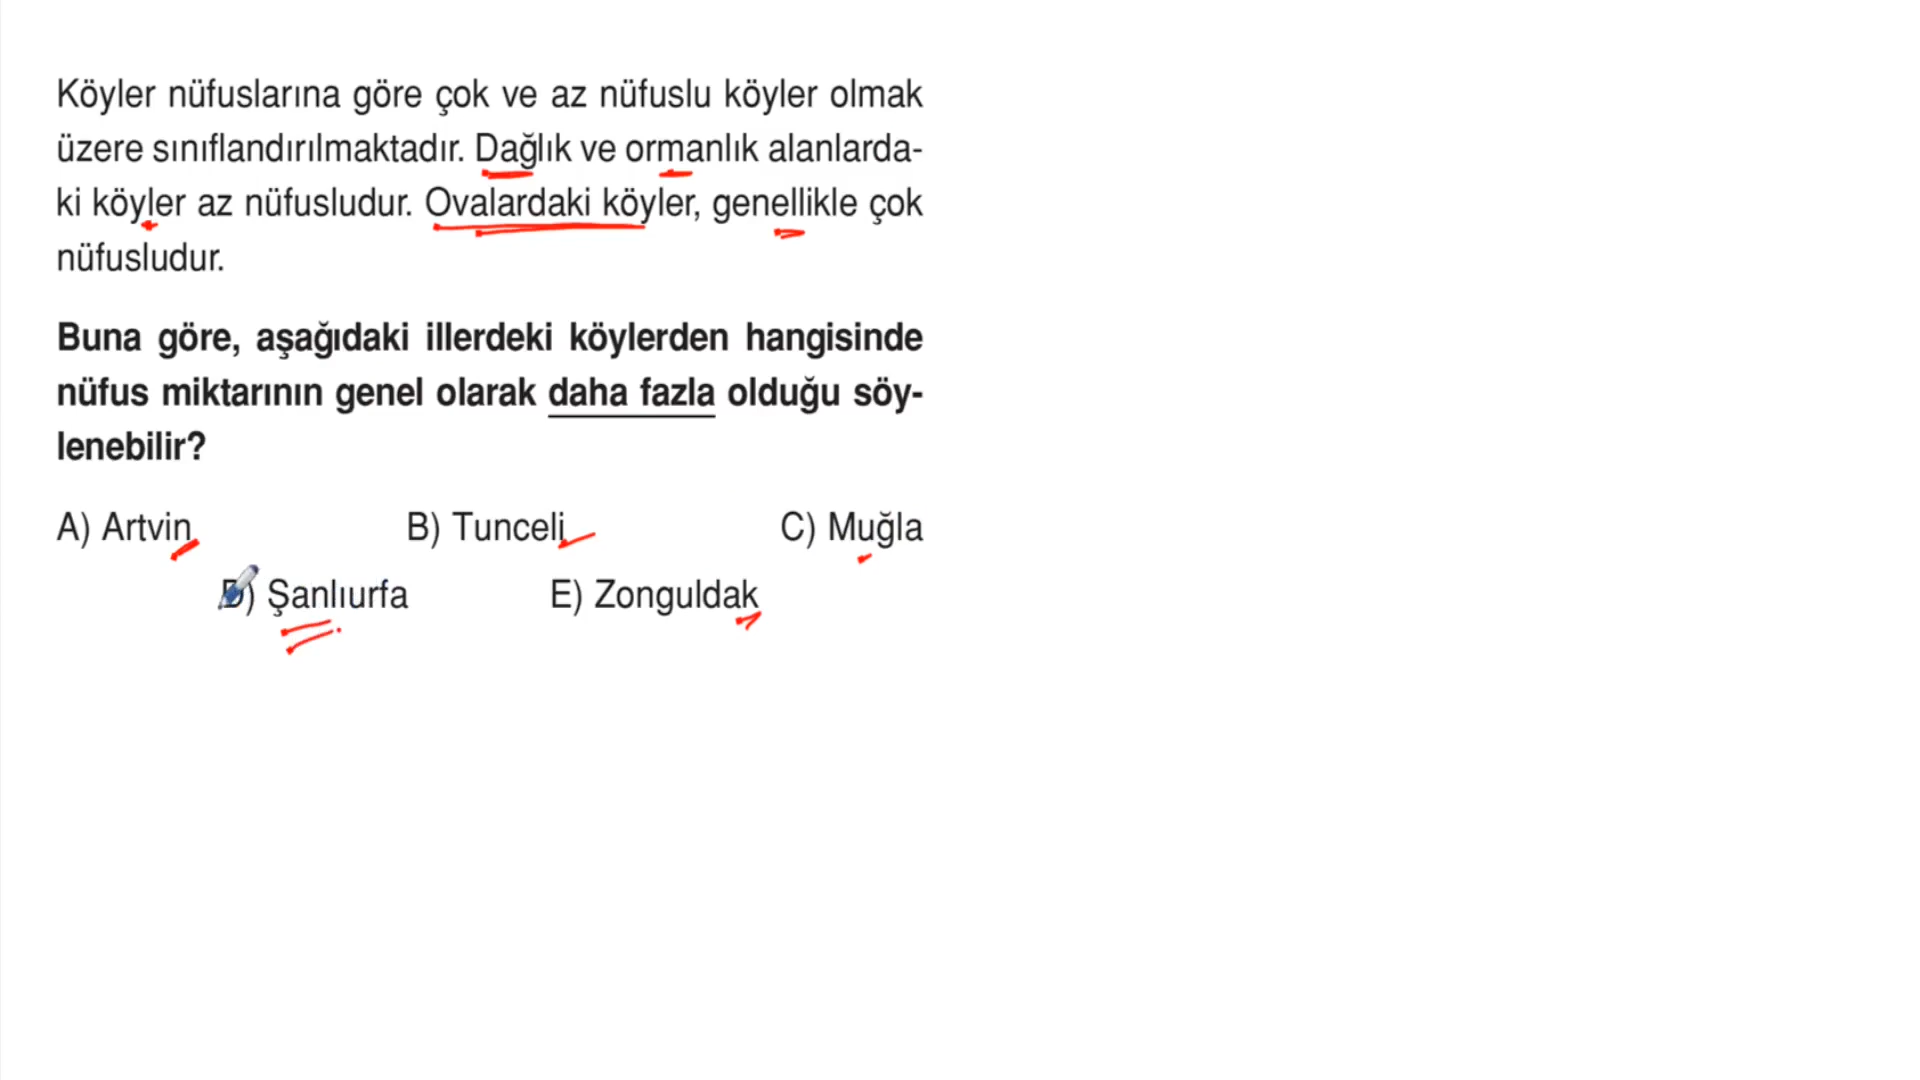 Köyler nüfuslarına göre çok ve az nüfuslu köyler olmak
üzere sınıflandırılmaktadır. Dağlık ve ormanlık alanlarda-
ki köyler az nüfusludur. Ovalardaki köyler, genellikle çok
nüfusludur.
Buna göre, aşağıdaki illerdeki köylerden hangisinde
nüfus miktarının genel olarak daha fazla olduğu söy-
lenebilir?
A) Artvin B) Tunceli C) Muğla
D) Şanlıurfa E) Zonguldak